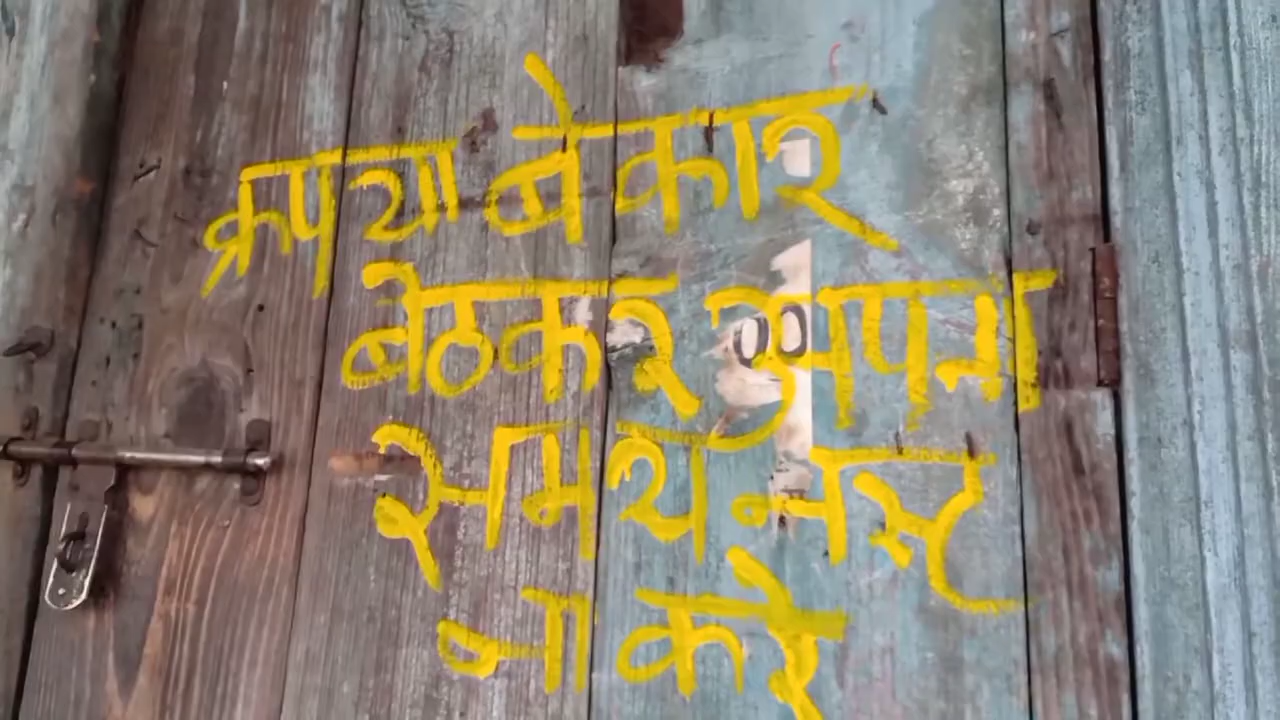 क्रपया बेकार
बेठकर अपना
समय नस्ट
ना करे